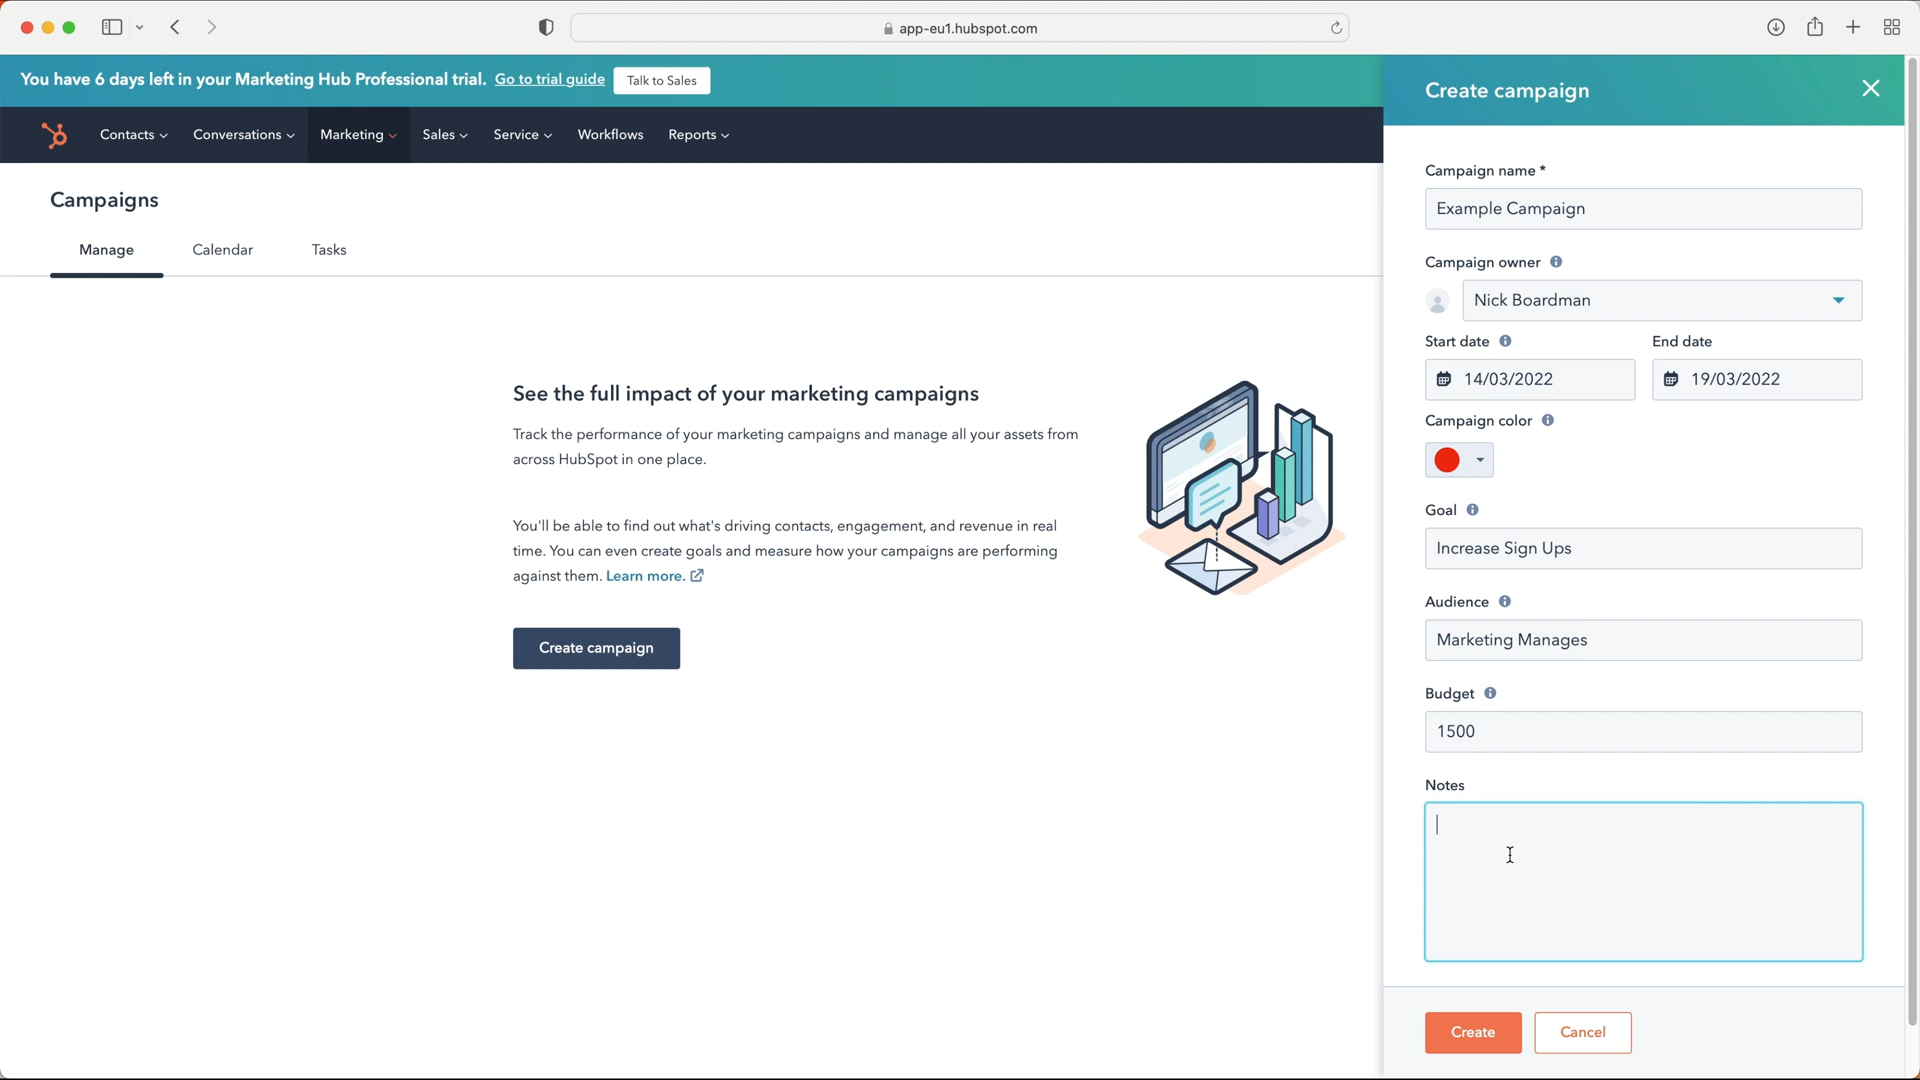 app-eu1.hubspot.com
You have 6 days left in your Marketing Hub Professional trial. Go to trial guide Talk to Sales
Contacts Conversations Marketing Sales Service Workflows Reports
Campaigns
Manage Calendar Tasks
See the full impact of your marketing campaigns
Track the performance of your marketing campaigns and manage all your assets from
across HubSpot in one place.
You'll be able to find out what's driving contacts, engagement, and revenue in real
time. You can even create goals and measure how your campaigns are performing
against them. Learn more.
Create campaign
Create campaign
Campaign name *
Example Campaign
Campaign owner
Nick Boardman
Start date End date
14/03/2022 19/03/2022
Campaign color
Goal
Increase Sign Ups
Audience
Marketing Manages
Budget
1500
Notes
Create Cancel